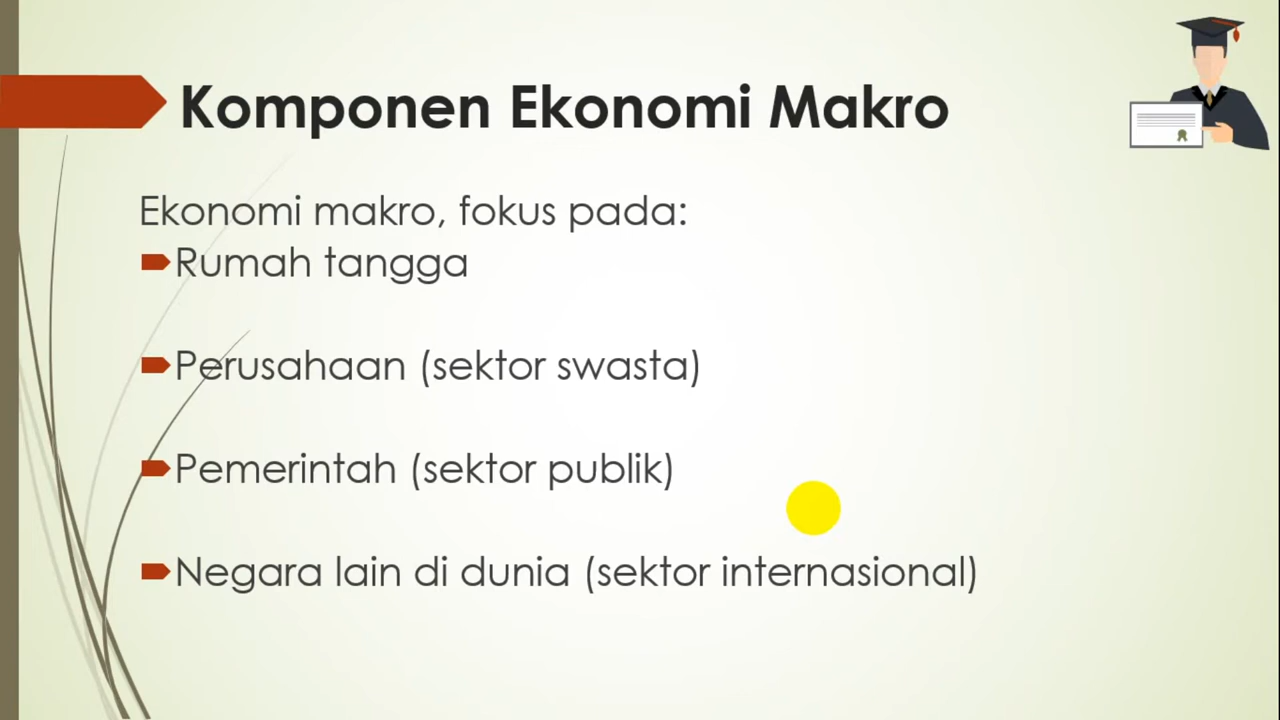 Komponen Ekonomi Makro
Ekonomi makro, fokus pada:
Rumah tangga
Perusahaan (sektor swasta)
Pemerintah (sektor publik)
Negara lain di dunia (sektor internasional)